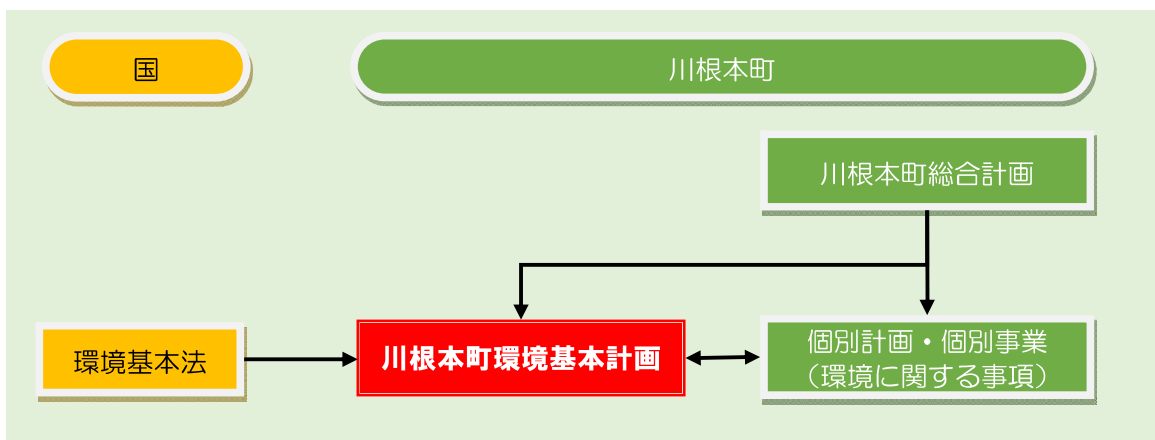 国
川根本町
川根本町総合計画
環境基本法
川根本町環境基本計画
個別計画・個別事業
（環境に関する事項）